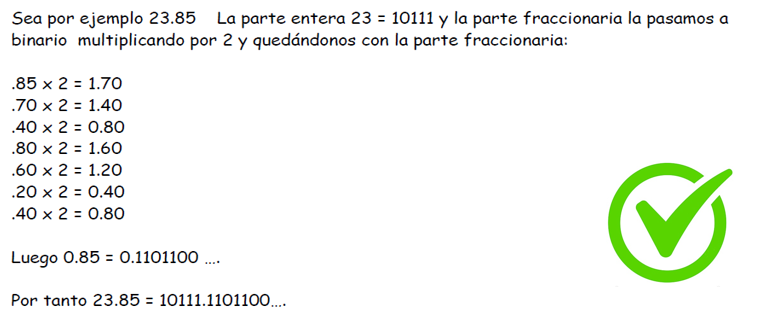 Sea por ejemplo 23.85 La parte entera 23 = 10111 y la parte fraccionaria la pasamos a
binario multiplicando por 2 y quedándonos con la parte fraccionaria:
.85 x 2 = 1.70
.70 x 2 = 1.40
.40 x 2 = 0.80
.80 x 2 = 1.60
.60 x 2 = 1.20
.20 x 2 = 0.40
.40 x 2 = 0.80
Luego 0.85 = 0.1101100 ....
Por tanto 23.85 = 10111.1101100....